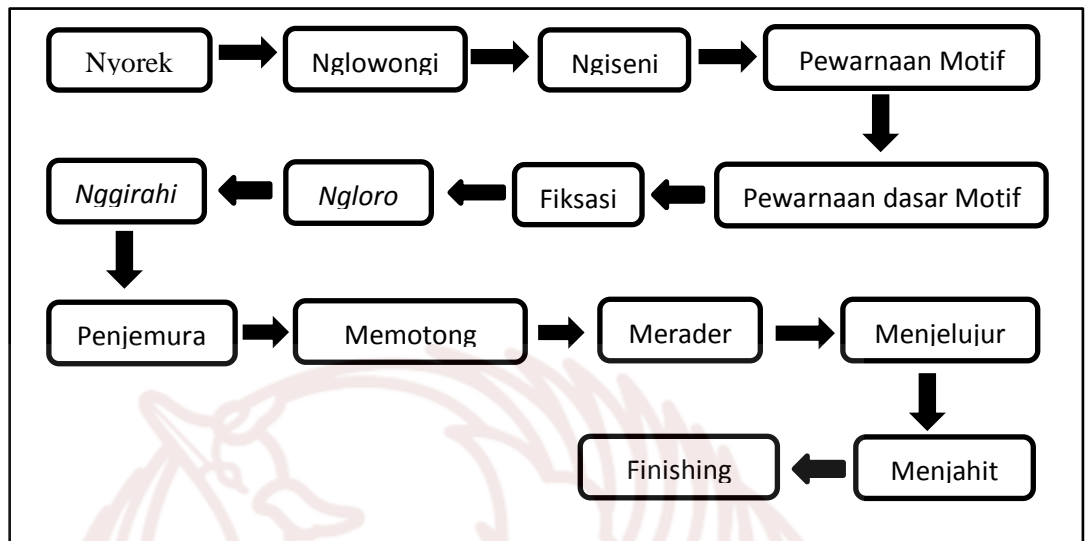 Nyorek
Nglowongi
Ngiseni
Pewarnaan Motif
Pewarnaan dasar Motif
Fiksasi
Ngloro
Nggirahi
Penjemura
Memotong
Merader
Menjelujur
Menjahit
Finishing